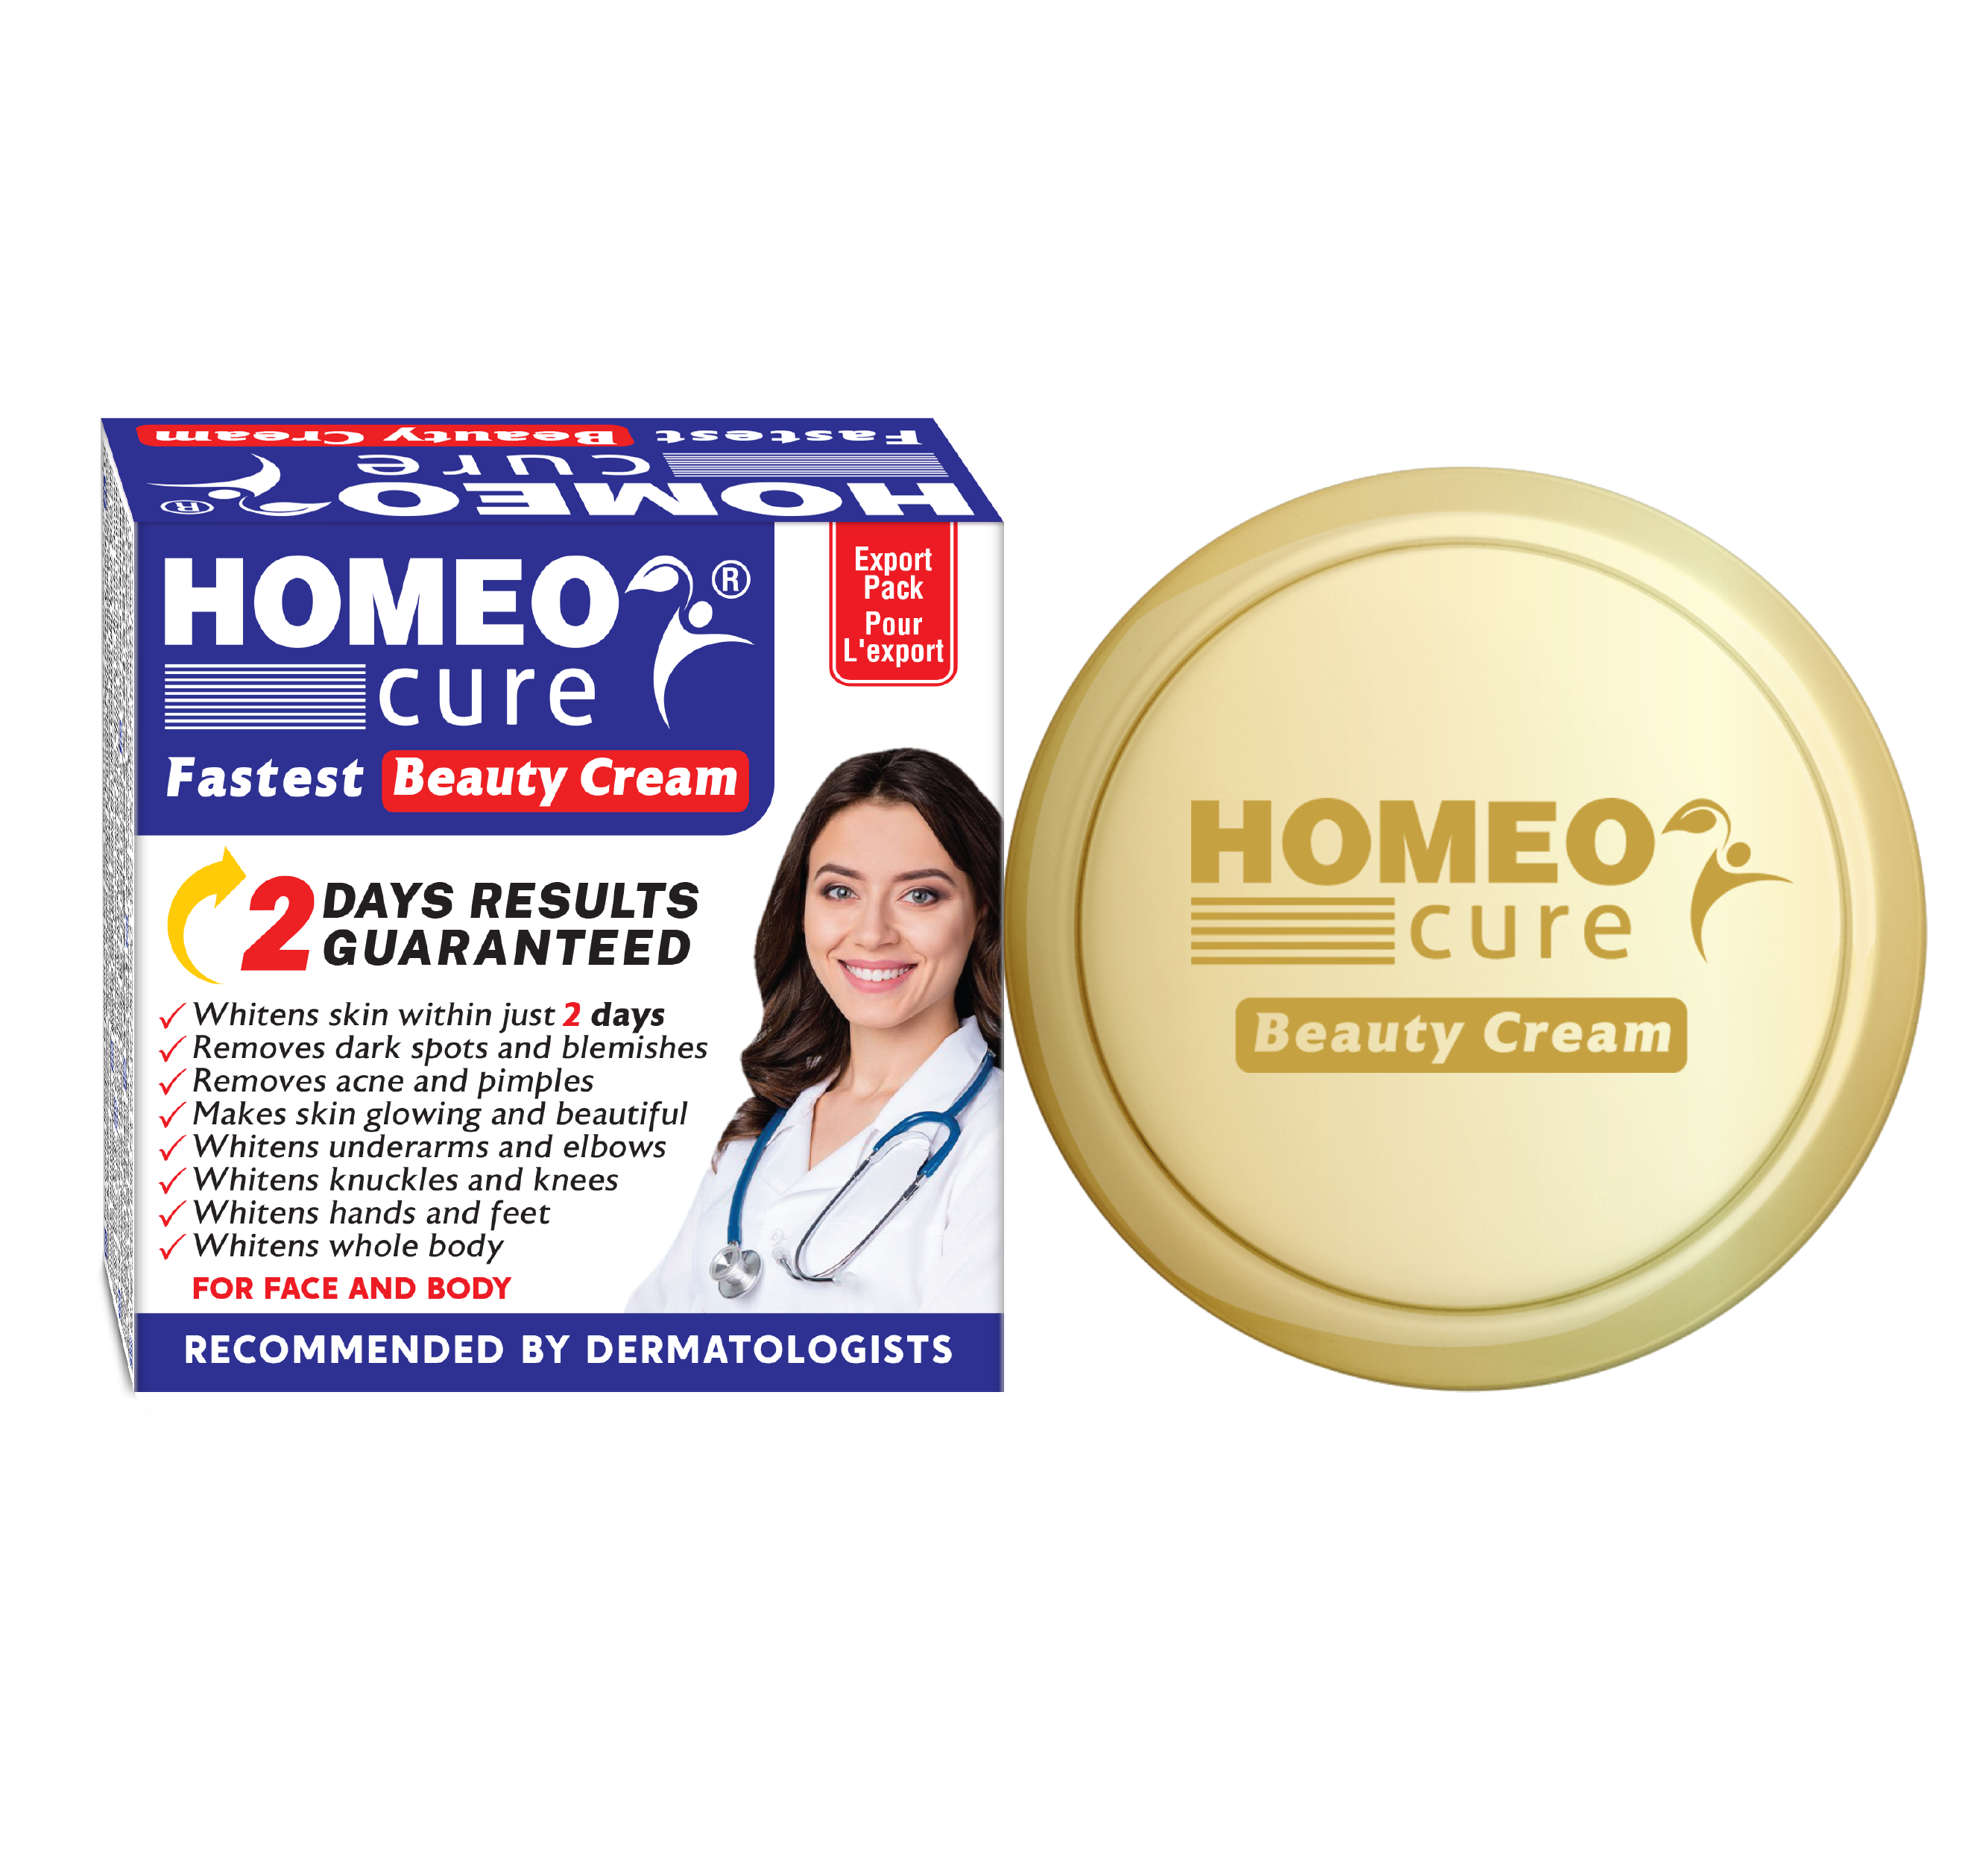 Fastest Beauty Cream
HOMEO
cure
®
HOMEO ®
cure
Fastest Beauty Cream
Export
Pack
Pour
L'export
2 DAYS RESULTS
GUARANTEED
Whitens skin within just 2 days
Removes dark spots and blemishes
Removes acne and pimples
Makes skin glowing and beautiful
Whitens underarms and elbows
Whitens knuckles and knees
Whitens hands and feet
Whitens whole body
FOR FACE AND BODY
RECOMMENDED BY DERMATOLOGISTS
HOMEO
cure
Beauty Cream